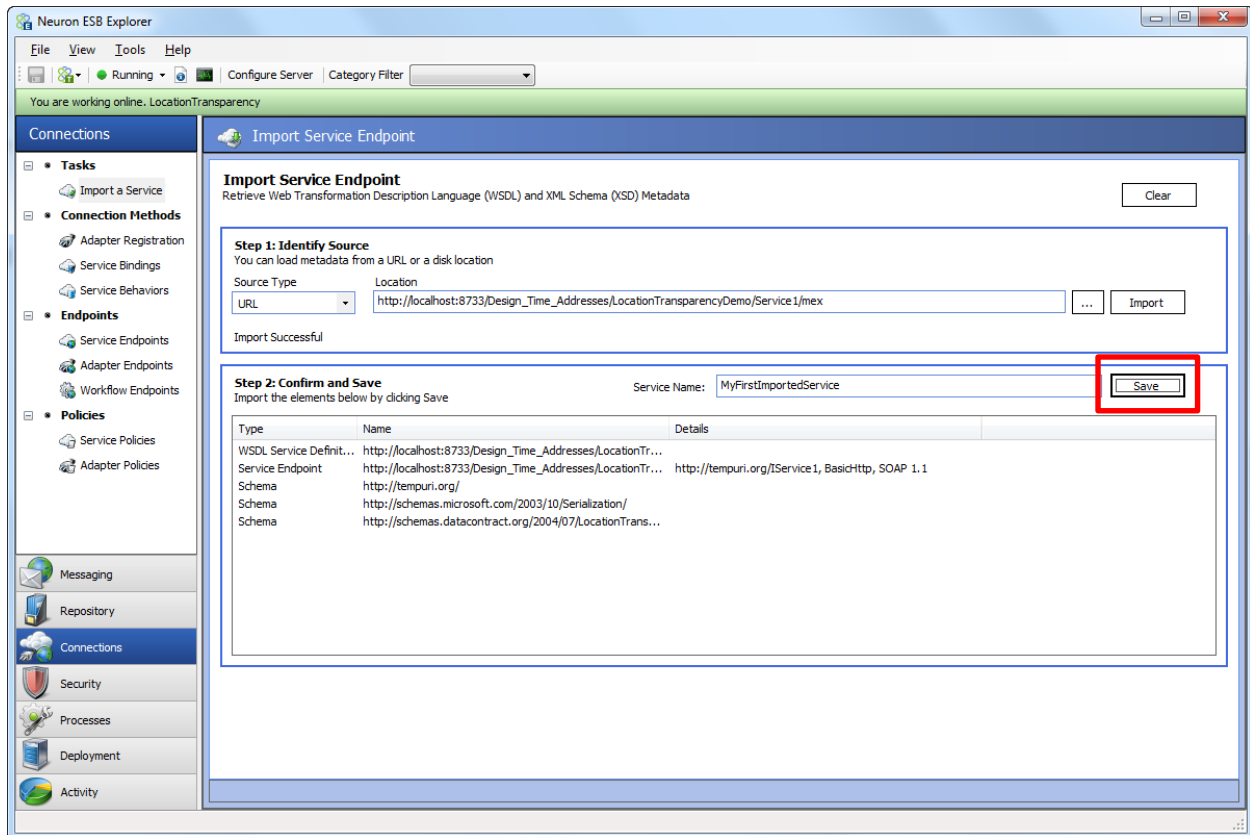 Neuron ESB Explorer
File View Tools Help
Running Configure Server Category Filter
You are working online. LocationTransparency
Connections
Tasks
Import a Service
Connection Methods
Adapter Registration
Service Bindings
Service Behaviors
Endpoints
Service Endpoints
Adapter Endpoints
Workflow Endpoints
Policies
Service Policies
Adapter Policies
Messaging
Repository
Connections
Security
Processes
Deployment
Activity
Import Service Endpoint
Import Service Endpoint
Retrieve Web Transformation Description Language (WSDL) and XML Schema (XSD) Metadata
Clear
Step 1: Identify Source
You can load metadata from a URL or a disk location
Source Type Location
URL http://localhost:8733/Design_Time_Addresses/LocationTransparencyDemo/Service1/mex ... Import
Import Successful
Step 2: Confirm and Save
Import the elements below by clicking Save
Service Name: MyFirstImportedService Save
Type Name Details
WSDL Service Definit... http://localhost:8733/Design_Time_Addresses/LocationTr...
Service Endpoint http://localhost:8733/Design_Time_Addresses/LocationTr... http://tempuri.org/IService1, BasicHttp, SOAP 1.1
Schema http://tempuri.org/
Schema http://schemas.microsoft.com/2003/10/Serialization/
Schema http://schemas.datacontract.org/2004/07/LocationTrans...